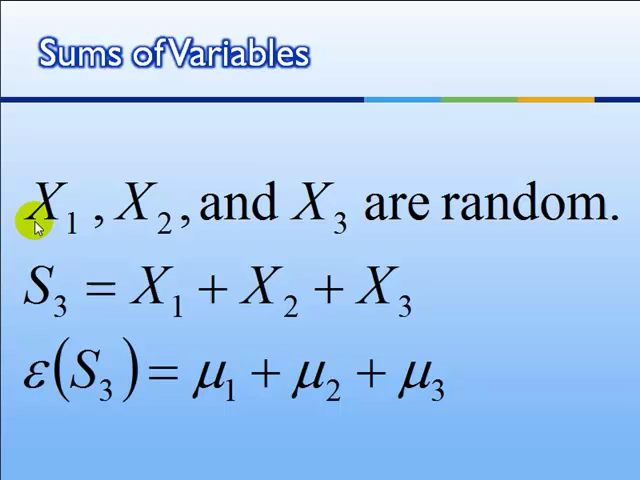 Sums of Variables
X₁ , X₂ , and X₃ are random.
S₃ = X₁ + X₂ + X₃
ε(S₃) = μ₁ + μ₂ + μ₃